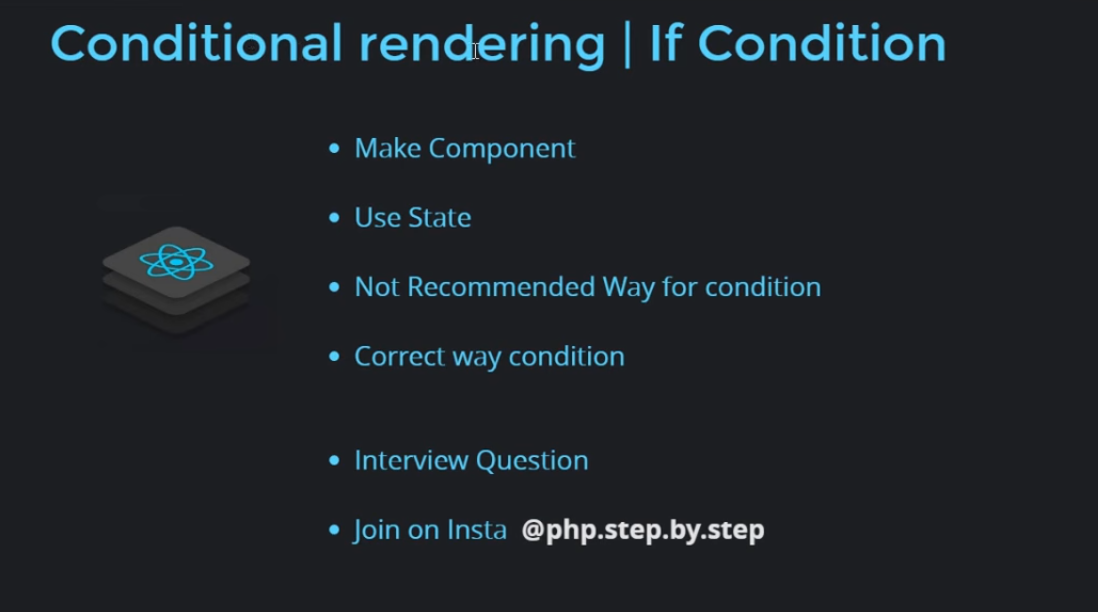 Conditional rendering | If Condition
• Make Component
• Use State
• Not Recommended Way for condition
• Correct way condition
• Interview Question
• Join on Insta @php.step.by.step